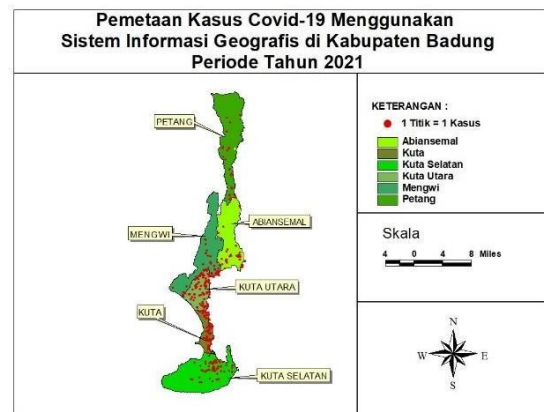 Pemetaan Kasus Covid-19 Menggunakan
Sistem Informasi Geografis di Kabupaten Badung
Periode Tahun 2021
KETERANGAN :
1 Titik = 1 Kasus
Abiansemal
Kuta
Kuta Selatan
Kuta Utara
Mengwi
Petang
PETANG
ABIANSEMAL
MENGWI
KUTA UTARA
KUTA
KUTA SELATAN
Skala
4 0 4 8 Miles
N
W E
S